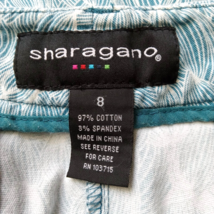 sharagano®
8
97% COTTON
3% SPANDEX
MADE IN CHINA
SEE REVERSE
FOR CARE
RN 103715